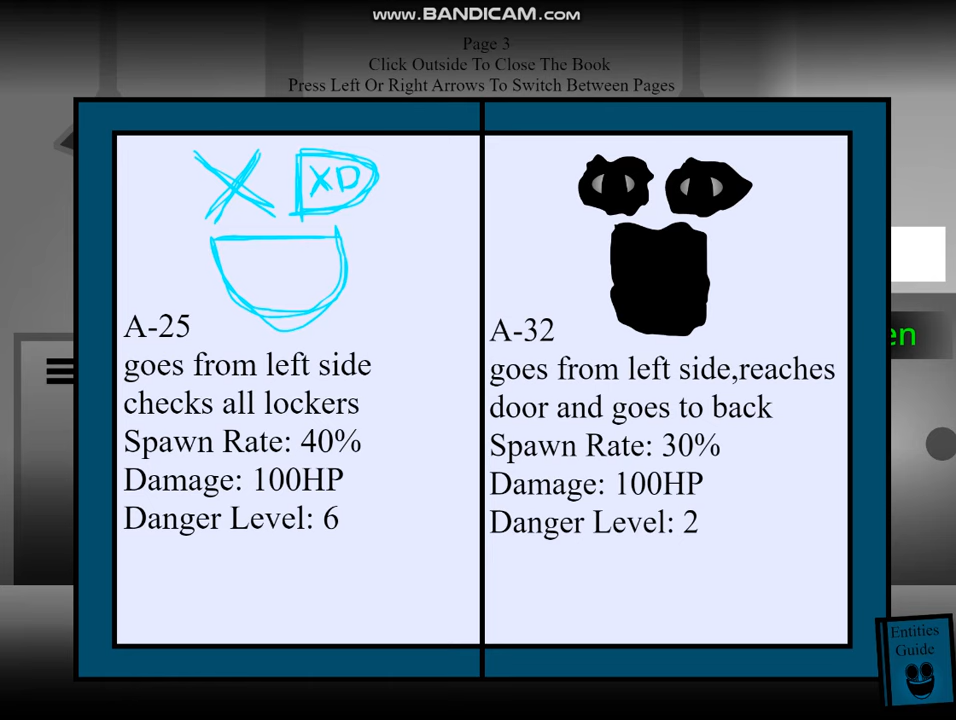 www.BANDICAM.com
Page 3
Click Outside To Close The Book
Press Left Or Right Arrows To Switch Between Pages
XD
A-25
goes from left side
checks all lockers
Spawn Rate: 40%
Damage: 100HP
Danger Level: 6
A-32
goes from left side,reaches
door and goes to back
Spawn Rate: 30%
Damage: 100HP
Danger Level: 2
en
Entities
Guide